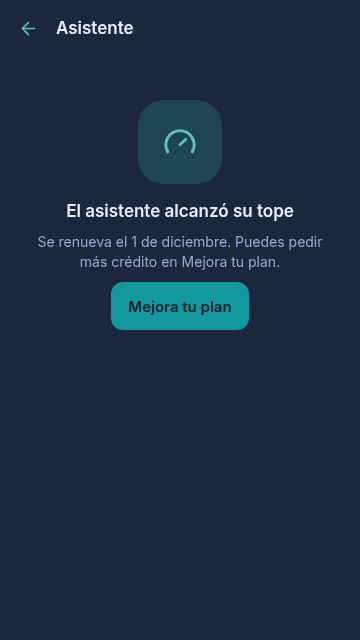 Asistente
El asistente alcanzó su tope
Se renueva el 1 de diciembre. Puedes pedir
más crédito en Mejora tu plan.
Mejora tu plan